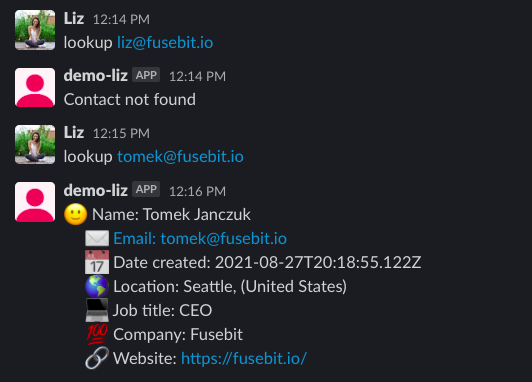 Liz 12:14 PM
lookup liz@fusebit.io
demo-liz APP 12:14 PM
Contact not found
Liz 12:15 PM
lookup tomek@fusebit.io
demo-liz APP 12:16 PM
🙂 Name: Tomek Janczuk
✉️ Email: tomek@fusebit.io
📅 Date created: 2021-08-27T20:18:55.122Z
🌎 Location: Seattle, (United States)
💻 Job title: CEO
💯 Company: Fusebit
🔗 Website: https://fusebit.io/